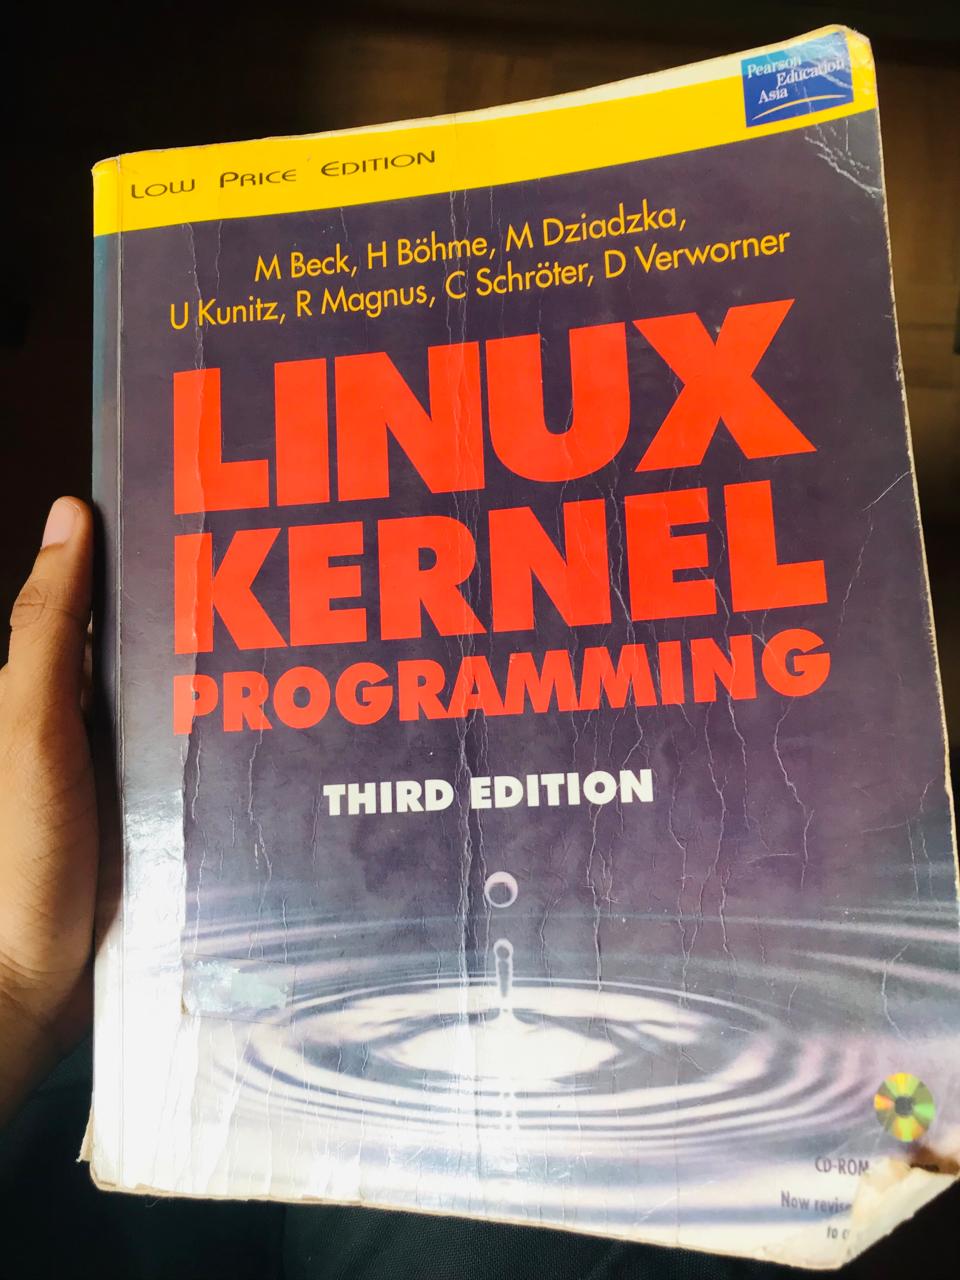 Pearson
Education
Asia
LOW PRICE EDITION
M Beck, H Böhme, M Dziadzka,
U Kunitz, R Magnus, C Schröter, D Verworner
LINUX
KERNEL
PROGRAMMING
THIRD EDITION
CD-ROM
Now revise
to c